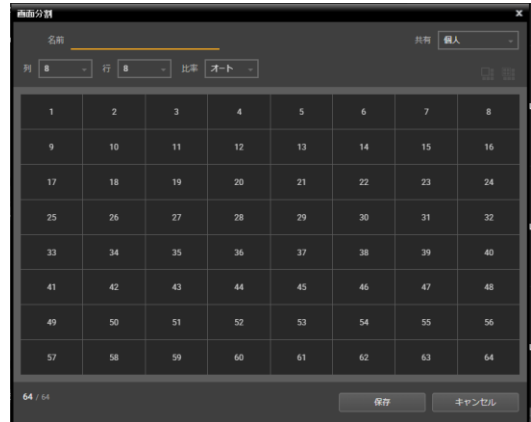 画面分割 x
名前 共有 個人
列 8 行 8 比率 オート
1 2 3 4 5 6 7 8
9 10 11 12 13 14 15 16
17 18 19 20 21 22 23 24
25 26 27 28 29 30 31 32
33 34 35 36 37 38 39 40
41 42 43 44 45 46 47 48
49 50 51 52 53 54 55 56
57 58 59 60 61 62 63 64
64 / 64 保存 キャンセル